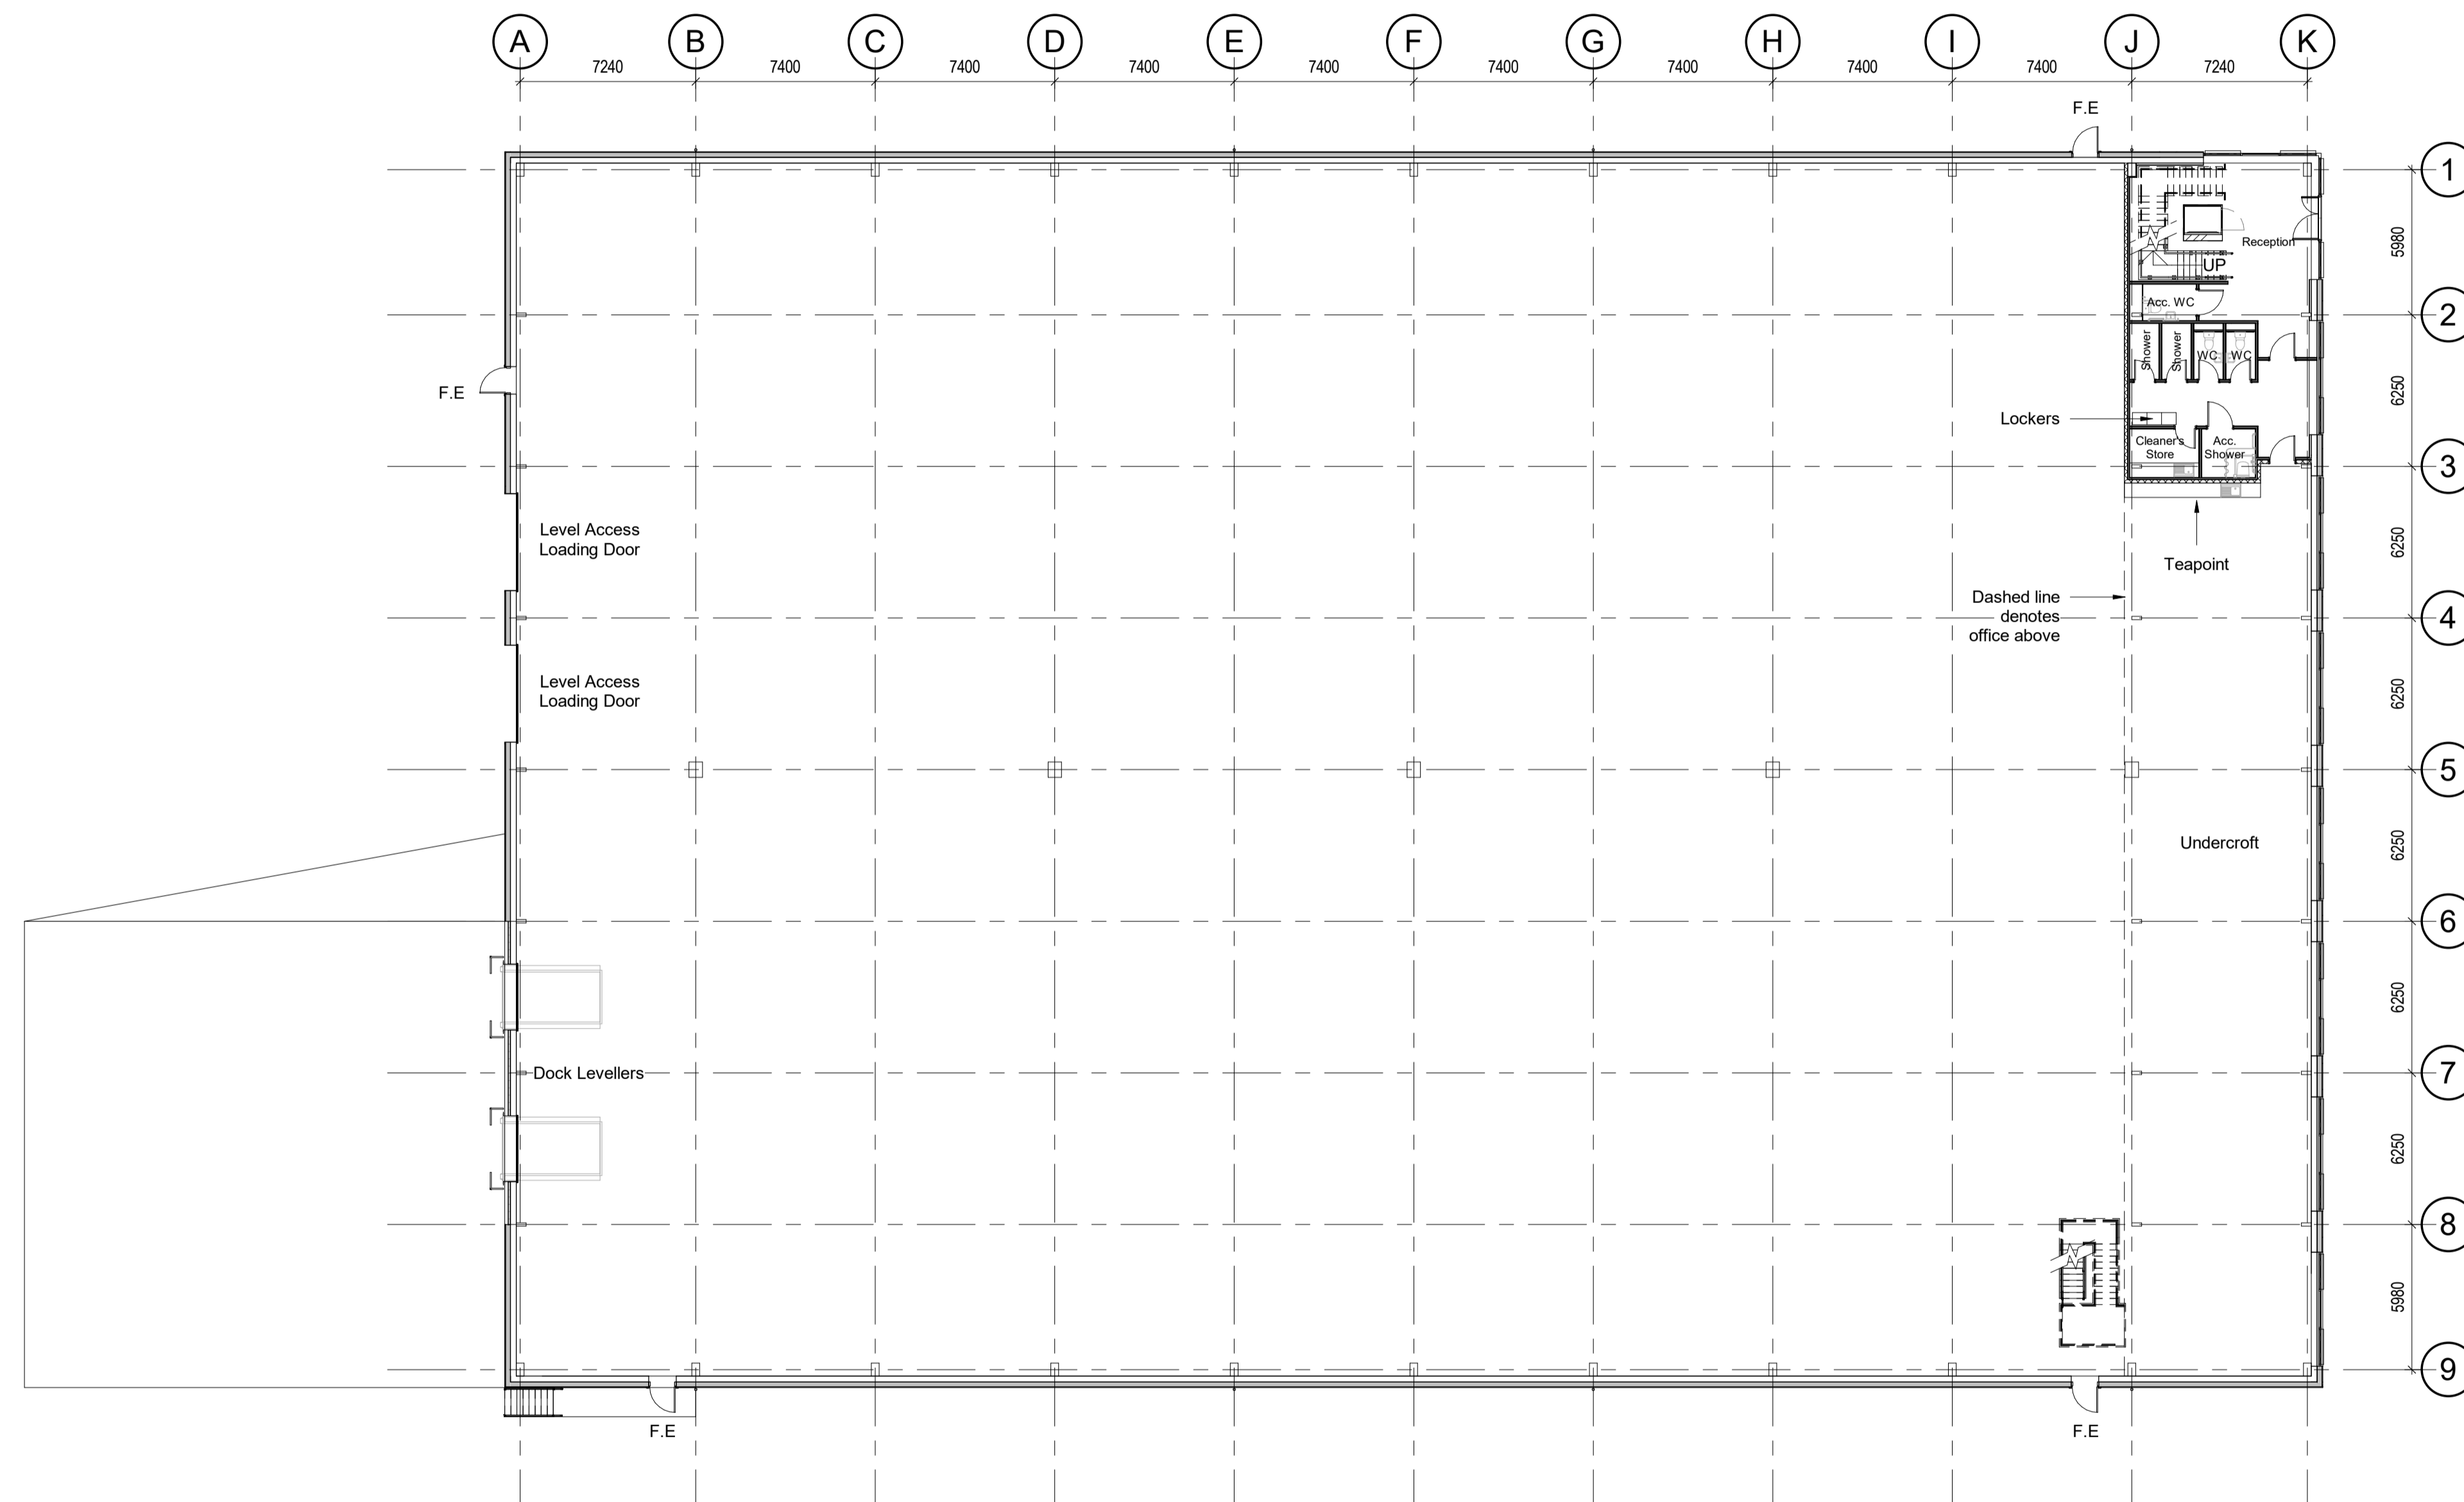 A B C D E F G H I J K
7240 7400 7400 7400 7400 7400 7400 7400 7400 7240
F.E
1
5980
Reception
UP
Acc. WC
2
Shower
Shower
WC
WC
6250
F.E
Lockers
Cleaner's
Store
Acc.
Shower
3
Level Access
Loading Door
6250
Teapoint
Dashed line
denotes
office above
4
Level Access
Loading Door
6250
5
Undercroft
6250
6
6250
Dock Levellers
7
6250
8
5980
9
F.E
F.E